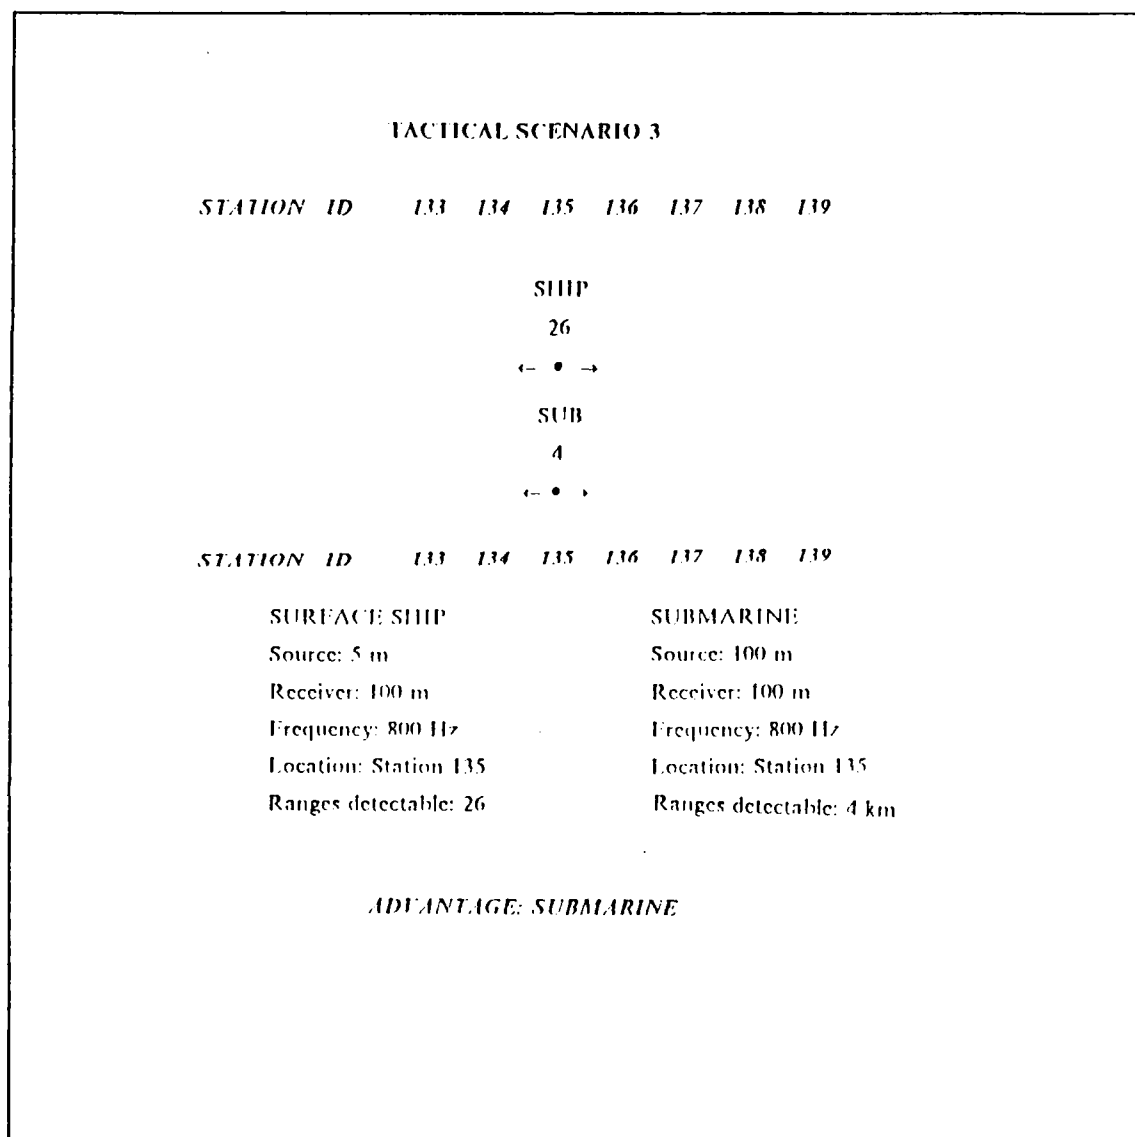 TACTICAL SCENARIO 3
STATION ID 133 134 135 136 137 138 139
SHIP
26
←- • →
SUB
4
←- • →
STATION ID 133 134 135 136 137 138 139
SURFACE SHIP SUBMARINE
Source: 5 m Source: 100 m
Receiver: 100 m Receiver: 100 m
Frequency: 800 Hz Frequency: 800 Hz
Location: Station 135 Location: Station 135
Ranges detectable: 26 Ranges detectable: 4 km
ADVANTAGE: SUBMARINE